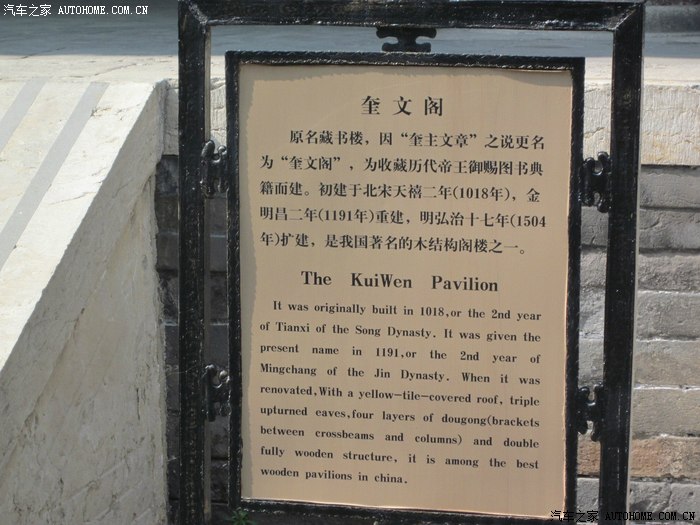 汽车之家 AUTOHOME.COM.CN
奎文阁
原名藏书楼，因“奎主文章”之说更名
为“奎文阁”，为收藏历代帝王御赐图书典
籍而建。初建于北宋天禧二年(1018年)，金
明昌二年(1191年)重建，明弘治十七年(1504
年)扩建，是我国著名的木结构阁楼之一。
The KuiWen Pavilion
It was originally built in 1018,or the 2nd year
of Tianxi of the Song Dynasty. It was given the
present name in 1191,or the 2nd year of
Mingchang of the Jin Dynasty. When it was
renovated,With a yellow-tile-covered roof, triple
upturned eaves,four layers of dougong(brackets
between crossbeams and columns) and double
fully wooden structure, it is among the best
wooden pavilions in china.
汽车之家 AUTOHOME.COM.CN